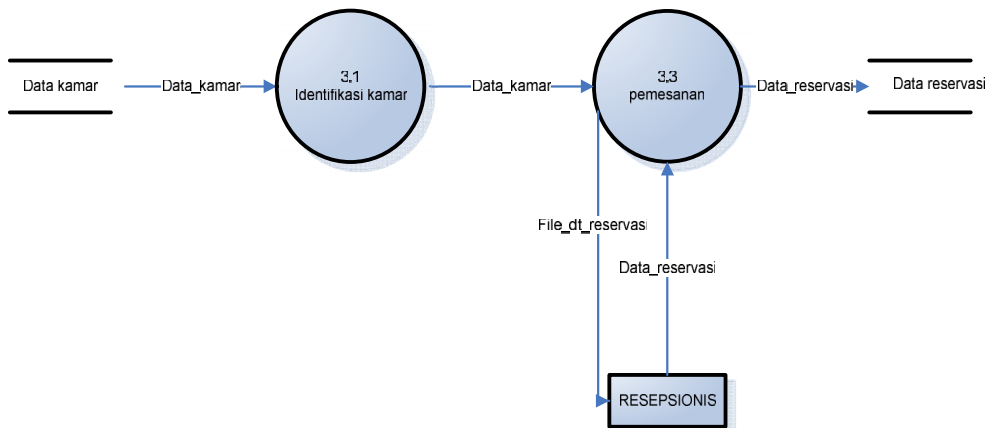 Data kamar
Data_kamar
3.1
Identifikasi kamar
Data_kamar
3.3
pemesanan
Data_reservasi
Data reservasi
File_dt_reservasi
Data_reservasi
RESEPSIONIS